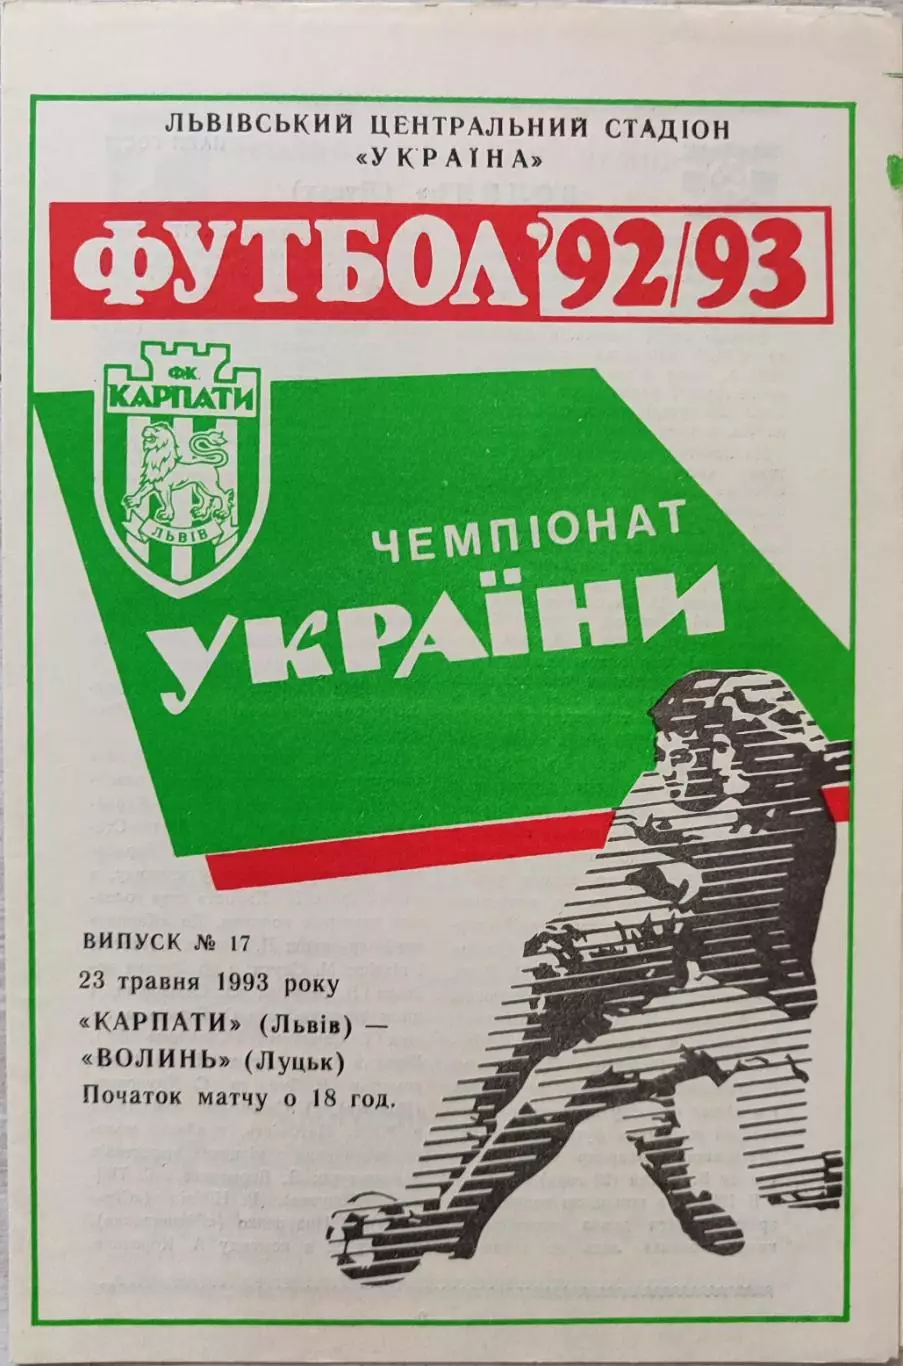 ЛЬВІВСЬКИЙ ЦЕНТРАЛЬНИЙ СТАДІОН
«УКРАЇНА»
ФУТБОЛ '92/93
ФК
КАРПАТИ
ЛЬВІВ
ЧЕМПІОНАТ
УКРАЇНИ
ВИПУСК № 17
23 травня 1993 року
«КАРПАТИ» (Львів) —
«ВОЛИНЬ» (Луцьк)
Початок матчу о 18 год.